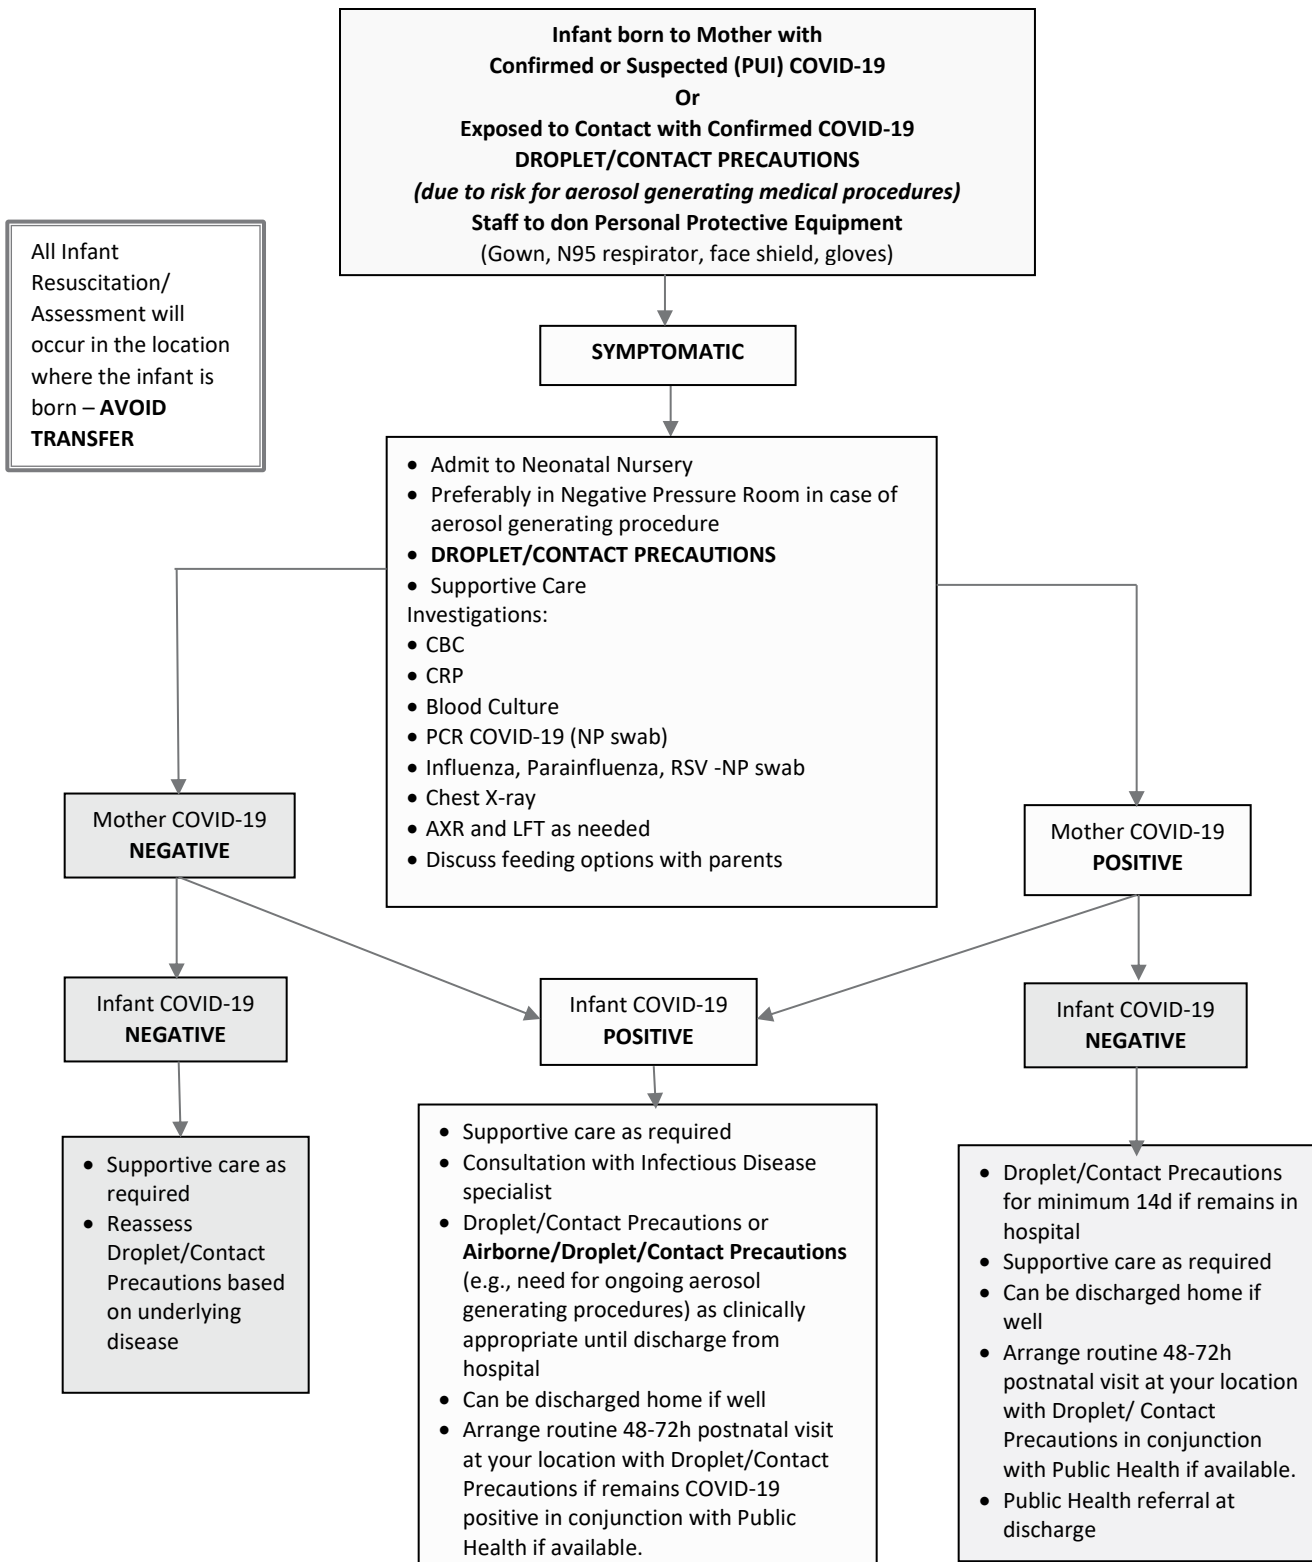 Infant born to Mother with
Confirmed or Suspected (PUI) COVID-19
Or
Exposed to Contact with Confirmed COVID-19
DROPLET/CONTACT PRECAUTIONS
(due to risk for aerosol generating medical procedures)
Staff to don Personal Protective Equipment
(Gown, N95 respirator, face shield, gloves)
All Infant
Resuscitation/
Assessment will
occur in the location
where the infant is
born – AVOID
TRANSFER
SYMPTOMATIC
• Admit to Neonatal Nursery
• Preferably in Negative Pressure Room in case of
aerosol generating procedure
• DROPLET/CONTACT PRECAUTIONS
• Supportive Care
Investigations:
• CBC
• CRP
• Blood Culture
• PCR COVID-19 (NP swab)
• Influenza, Parainfluenza, RSV -NP swab
• Chest X-ray
• AXR and LFT as needed
• Discuss feeding options with parents
Mother COVID-19
NEGATIVE
Mother COVID-19
POSITIVE
Infant COVID-19
NEGATIVE
Infant COVID-19
POSITIVE
Infant COVID-19
NEGATIVE
• Supportive care as
required
• Reassess
Droplet/Contact
Precautions based
on underlying
disease
• Supportive care as required
• Consultation with Infectious Disease
specialist
• Droplet/Contact Precautions or
Airborne/Droplet/Contact Precautions
(e.g., need for ongoing aerosol
generating procedures) as clinically
appropriate until discharge from
hospital
• Can be discharged home if well
• Arrange routine 48-72h postnatal visit
at your location with Droplet/Contact
Precautions if remains COVID-19
positive in conjunction with Public
Health if available.
• Droplet/Contact Precautions
for minimum 14d if remains in
hospital
• Supportive care as required
• Can be discharged home if
well
• Arrange routine 48-72h
postnatal visit at your location
with Droplet/ Contact
Precautions in conjunction
with Public Health if available.
• Public Health referral at
discharge